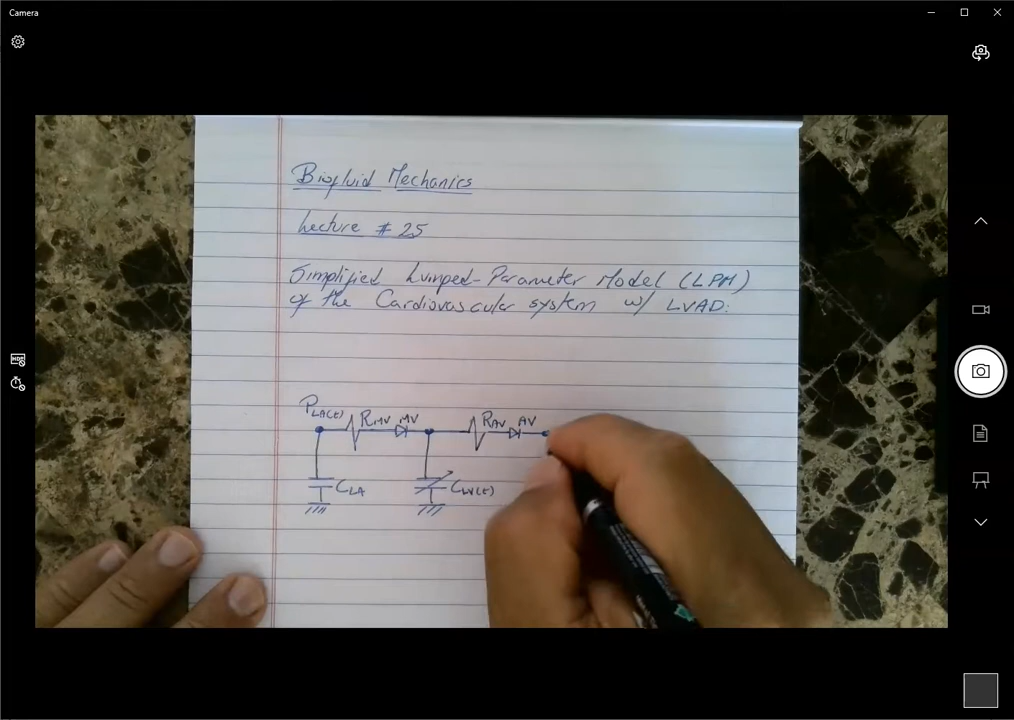 Camera
Biofluid Mechanics
Lecture # 25
Simplified Lumped-Parameter Model (LPM)
of the Cardiovascular system w/ LVAD:
PLA(t) RMV MV RAV AV
CLA CLV(t)